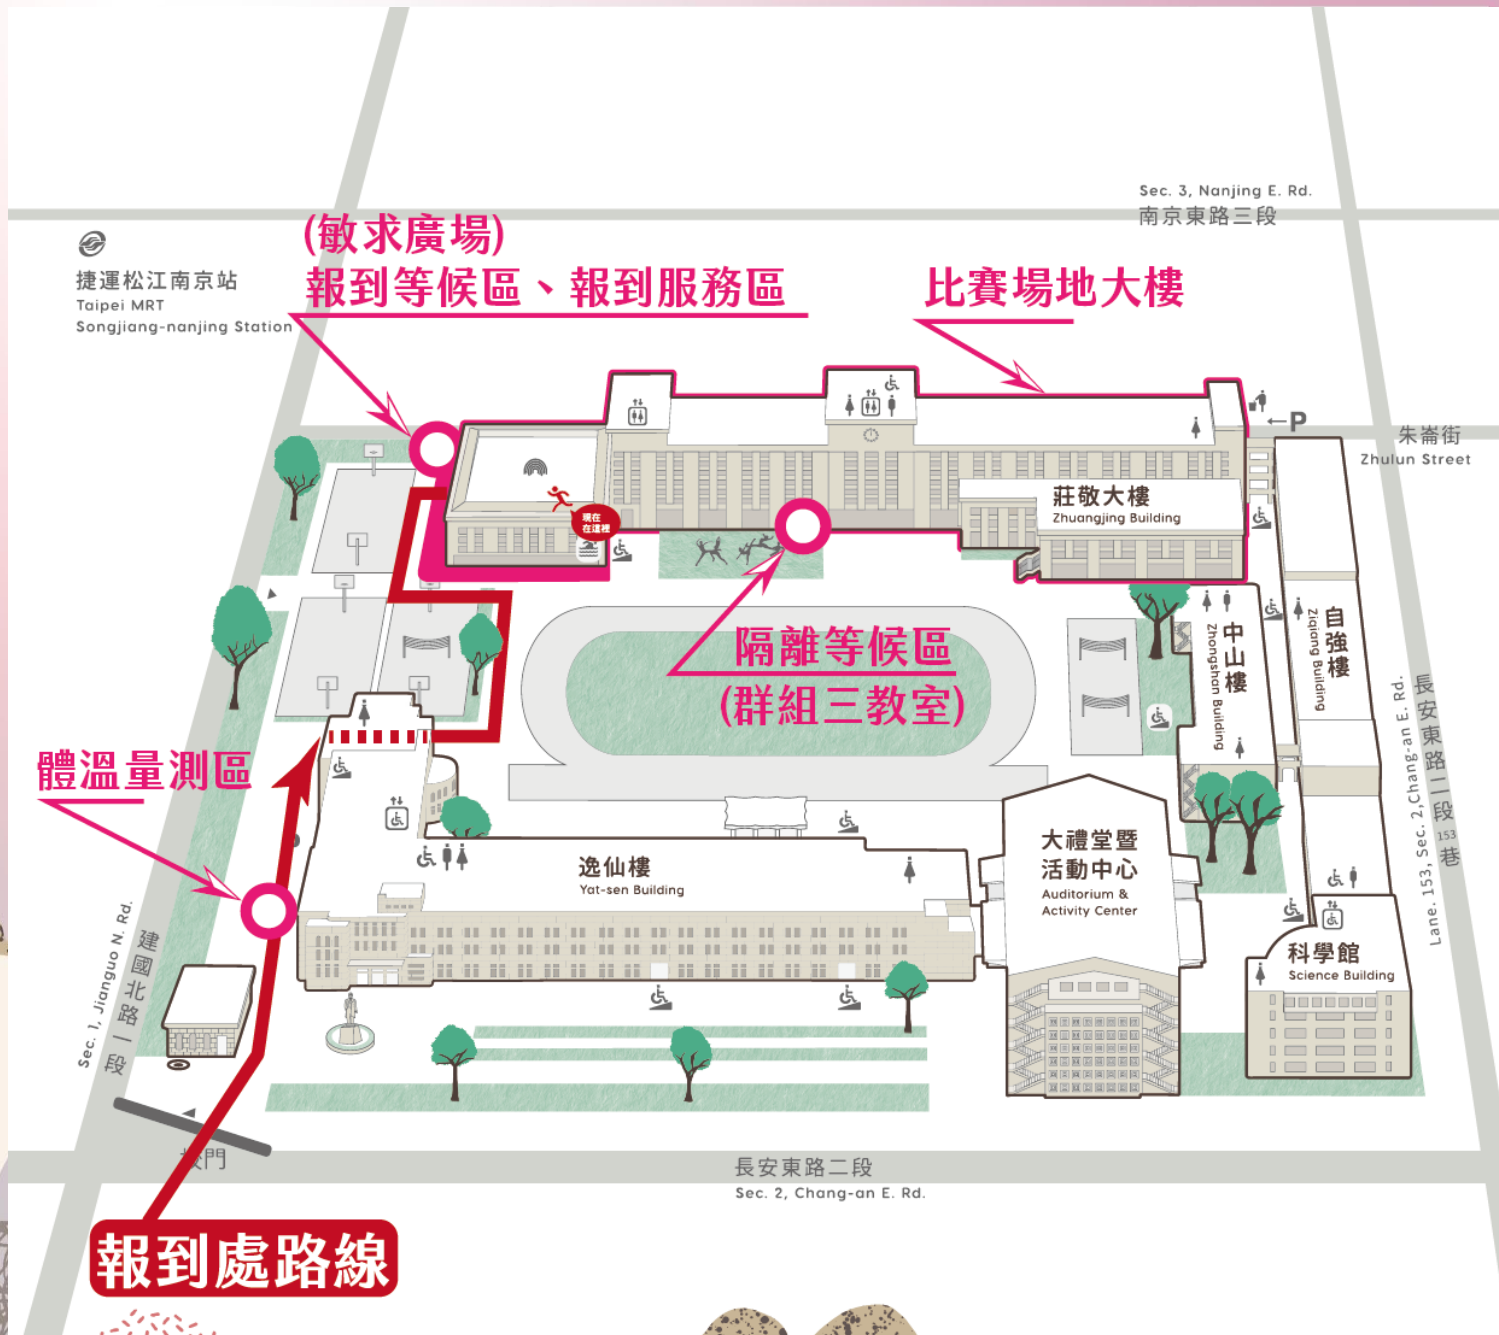 Sec. 3, Nanjing E. Rd.
南京東路三段
(敏求廣場)
報到等候區、報到服務區
捷運松江南京站
Taipei MRT
Songjiang-nanjing Station
比賽場地大樓
P
朱崙街
Zhulun Street
莊敬大樓
Zhuangjing Building
現在
在這裡
隔離等候區
(群組三教室)
中山樓
Zhongshan Building
自強樓
Ziqiang Building
長安東路二段153巷
Lane. 153, Sec. 2,Chang-an E. Rd.
體溫量測區
逸仙樓
Yat-sen Building
大禮堂暨
活動中心
Auditorium &
Activity Center
科學館
Science Building
建國北路一段
Sec. 1, Jianguo N. Rd.
校門
長安東路二段
Sec. 2, Chang-an E. Rd.
報到處路線